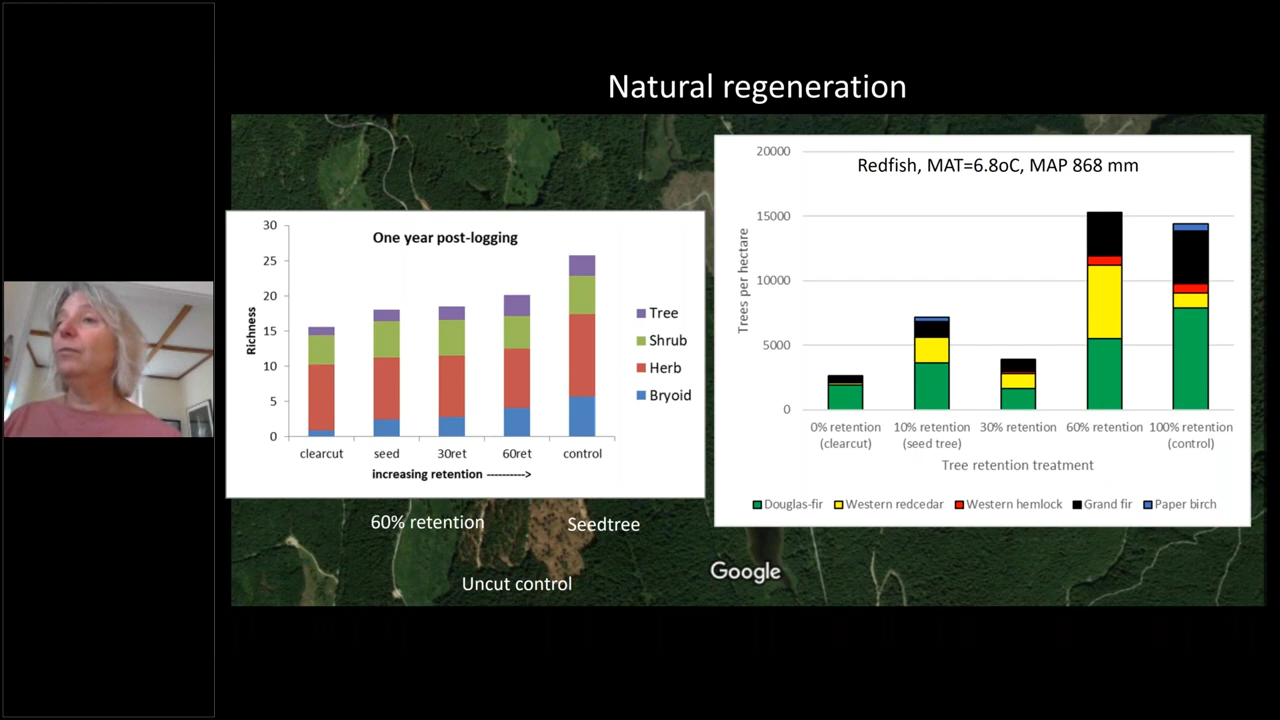 Natural regeneration
One year post-logging
Richness
30
25
20
15
10
5
0
clearcut
seed
30ret
60ret
control
increasing retention ---------->
Tree
Shrub
Herb
Bryoid
Redfish, MAT=6.8oC, MAP 868 mm
Trees per hectare
20000
15000
10000
5000
0
0% retention
(clearcut)
10% retention
(seed tree)
30% retention
60% retention
100% retention
(control)
Tree retention treatment
Douglas-fir
Western redcedar
Western hemlock
Grand fir
Paper birch
60% retention
Seedtree
Uncut control
Google